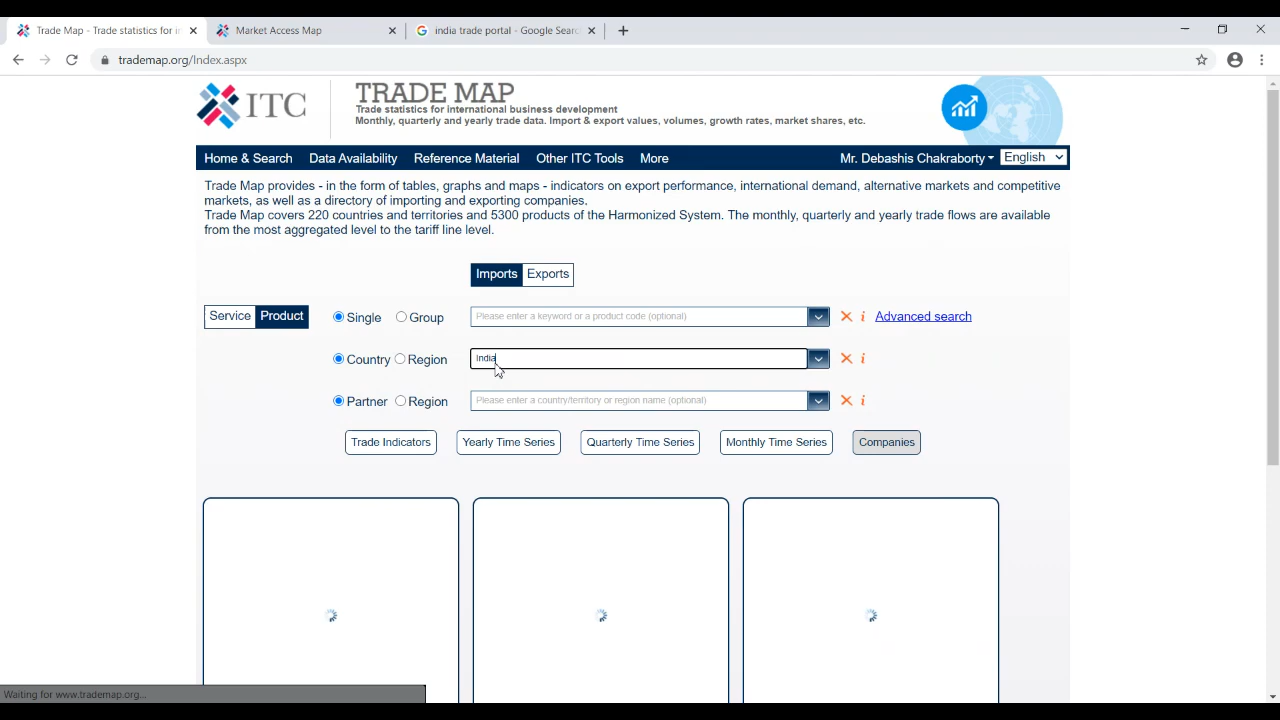 Trade Map - Trade statistics for i
Market Access Map
india trade portal - Google Searc
trademap.org/Index.aspx
ITC
TRADE MAP
Trade statistics for international business development
Monthly, quarterly and yearly trade data. Import & export values, volumes, growth rates, market shares, etc.
Home & Search Data Availability Reference Material Other ITC Tools More Mr. Debashis Chakraborty English
Trade Map provides - in the form of tables, graphs and maps - indicators on export performance, international demand, alternative markets and competitive
markets, as well as a directory of importing and exporting companies.
Trade Map covers 220 countries and territories and 5300 products of the Harmonized System. The monthly, quarterly and yearly trade flows are available
from the most aggregated level to the tariff line level.
Imports Exports
Service Product Single Group Please enter a keyword or a product code (optional) Advanced search
Country Region India
Partner Region Please enter a country/territory or region name (optional)
Trade Indicators Yearly Time Series Quarterly Time Series Monthly Time Series Companies
Waiting for www.trademap.org...